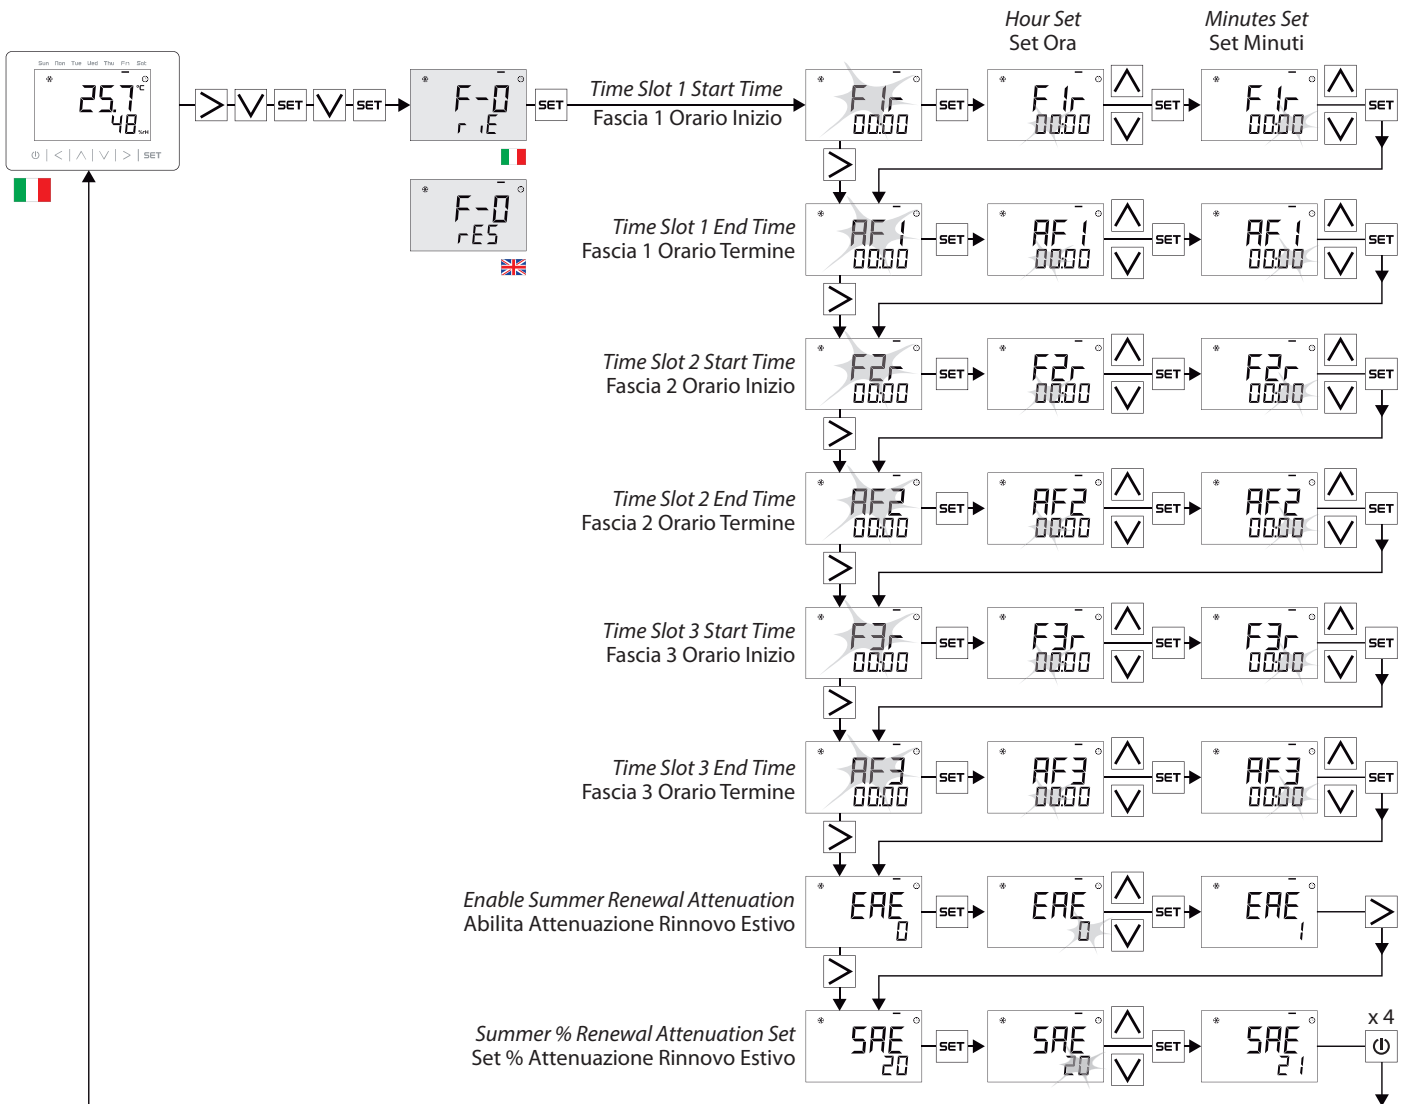 Hour Set
Set Ora
Minutes Set
Set Minuti
Sun Mon Tue Wed Thu Fri Sat
25.7 °C
48 %rH
SET
SET
SET
F-0
r iE
SET
Time Slot 1 Start Time
Fascia 1 Orario Inizio
F1r
00:00
SET
F1r
00:00
SET
F1r
00:00
SET
F-0
rES
Time Slot 1 End Time
Fascia 1 Orario Termine
AF1
00:00
SET
AF1
00:00
SET
AF1
00:00
SET
Time Slot 2 Start Time
Fascia 2 Orario Inizio
F2r
00:00
SET
F2r
00:00
SET
F2r
00:00
SET
Time Slot 2 End Time
Fascia 2 Orario Termine
AF2
00:00
SET
AF2
00:00
SET
AF2
00:00
SET
Time Slot 3 Start Time
Fascia 3 Orario Inizio
F3r
00:00
SET
F3r
00:00
SET
F3r
00:00
SET
Time Slot 3 End Time
Fascia 3 Orario Termine
AF3
00:00
SET
AF3
00:00
SET
AF3
00:00
SET
Enable Summer Renewal Attenuation
Abilita Attenuazione Rinnovo Estivo
EAE
0
SET
EAE
0
SET
EAE
1
Summer % Renewal Attenuation Set
Set % Attenuazione Rinnovo Estivo
SAE
20
SET
SAE
20
SET
SAE
21
x 4